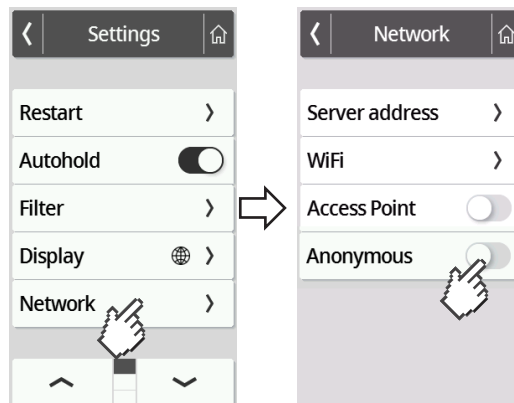 Settings
Restart
Autohold
Filter
Display
Network
Network
Server address
WiFi
Access Point
Anonymous